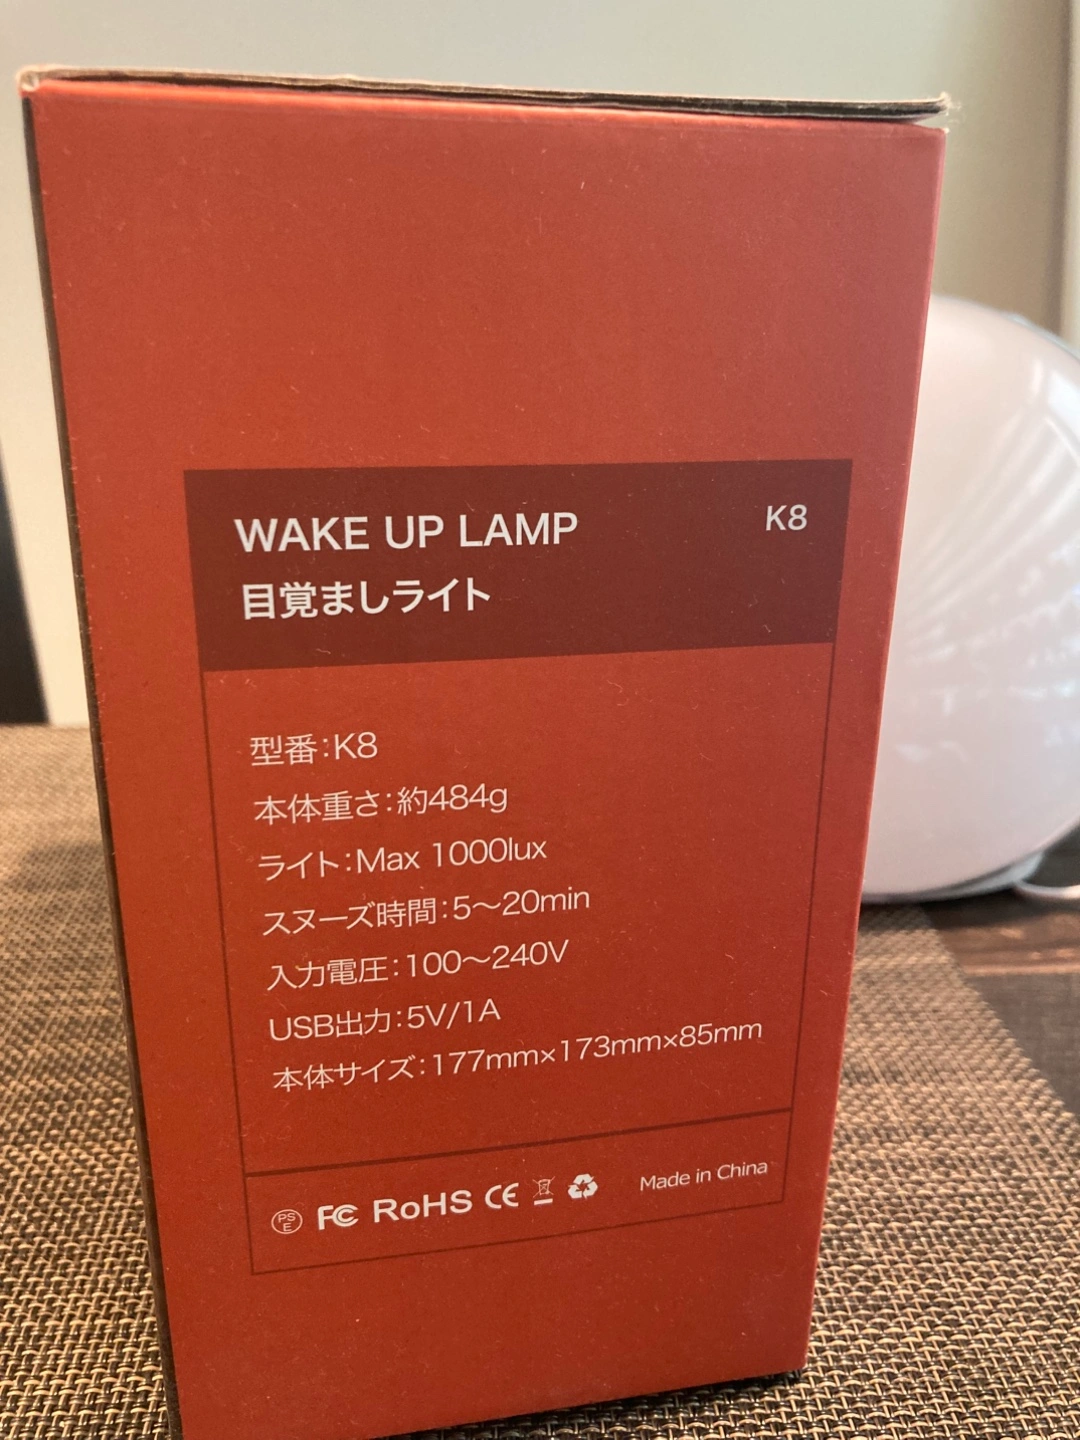 WAKE UP LAMP K8
目覚ましライト
型番:K8
本体重さ:約484g
ライト:Max 1000lux
スヌーズ時間:5〜20min
入力電圧:100〜240V
USB出力:5V/1A
本体サイズ:177mm×173mm×85mm
PSE FC RoHS CE Made in China